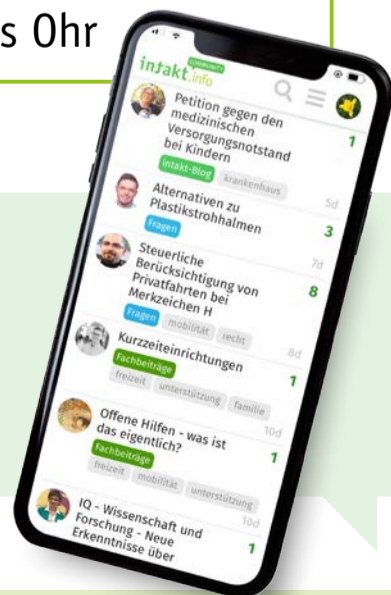 s Ohr
COMMUNITY
intakt.info
Petition gegen den
medizinischen
Versorgungsnotstand
bei Kindern
1
intakt-Blog krankenhaus
5d
Alternativen zu
Plastikstrohhalmen
3
Fragen
7d
Steuerliche
Berücksichtigung von
Privatfahrten bei
Merkzeichen H
8
Fragen mobilität recht
8d
Kurzzeiteinrichtungen
1
Fachbeiträge
freizeit unterstützung familie
10d
Offene Hilfen - was ist
das eigentlich?
1
Fachbeiträge
freizeit mobilität unterstützung
10d
IQ - Wissenschaft und
Forschung - Neue
Erkenntnisse über
1